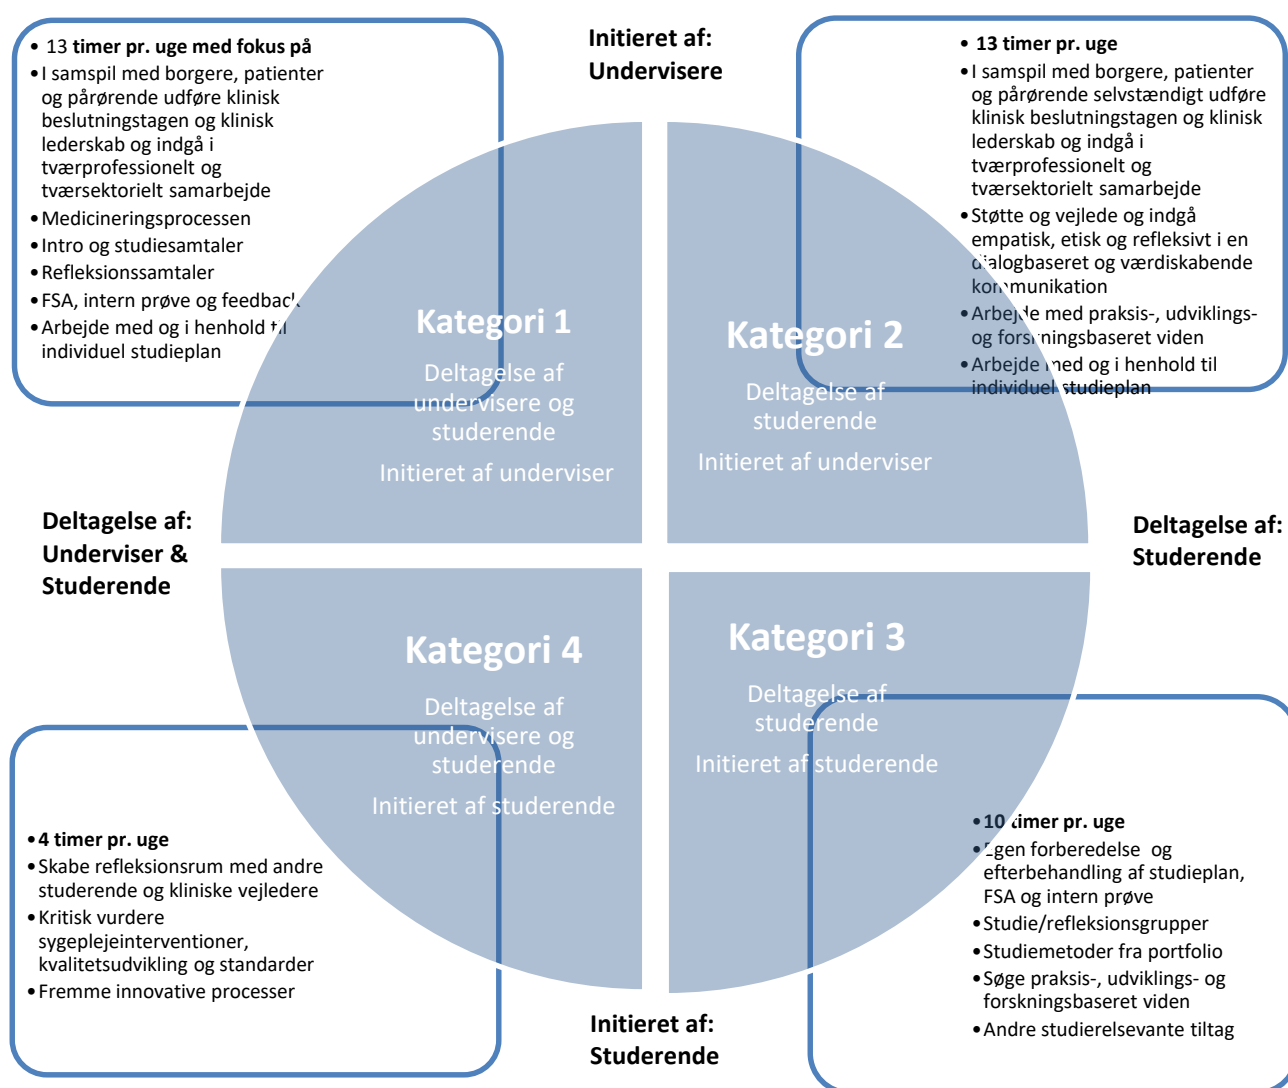 • 13 timer pr. uge med fokus på
• I samspil med borgere, patienter
og pårørende udføre klinisk
beslutningstagen og klinisk
lederskab og indgå i
tværprofessionelt og
tværsektorielt samarbejde
• Medicineringsprocessen
• Intro og studiesamtaler
• Refleksionssamtaler
• FSA, intern prøve og feedback
• Arbejde med og i henhold til
individuel studieplan
Initieret af:
Undervisere
• 13 timer pr. uge
• I samspil med borgere, patienter
og pårørende selvstændigt udføre
klinisk beslutningstagen og klinisk
lederskab og indgå i
tværprofessionelt og
tværsektorielt samarbejde
• Støtte og vejlede og indgå
empatisk, etisk og refleksivt i en
dialogbaseret og værdiskabende
kommunikation
• Arbejde med praksis-, udviklings-
og forskningsbaseret viden
• Arbejde med og i henhold til
individuel studieplan
Kategori 1
Deltagelse af
undervisere og
studerende
Initieret af underviser
Kategori 2
Deltagelse af
studerende
Initieret af underviser
Deltagelse af:
Underviser &
Studerende
Deltagelse af:
Studerende
Kategori 4
Deltagelse af
undervisere og
studerende
Initieret af studerende
Kategori 3
Deltagelse af
studerende
Initieret af studerende
• 4 timer pr. uge
• Skabe refleksionsrum med andre
studerende og kliniske vejledere
• Kritisk vurdere
sygeplejeinterventioner,
kvalitetsudvikling og standarder
• Fremme innovative processer
Initieret af:
Studerende
• 10 timer pr. uge
• Egen forberedelse og
efterbehandling af studieplan,
FSA og intern prøve
• Studie/refleksionsgrupper
• Studiemetoder fra portfolio
• Søge praksis-, udviklings- og
forskningsbaseret viden
• Andre studierelsevante tiltag